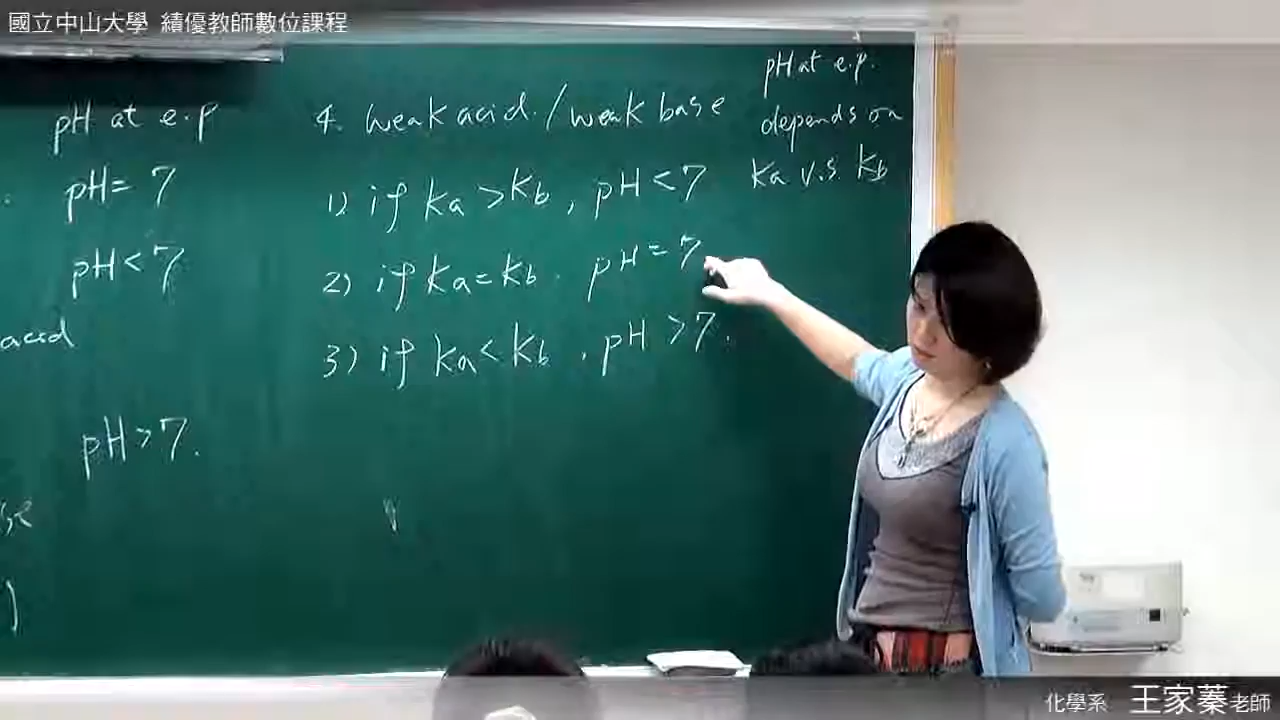 國立中山大學 績優教師數位課程
pH at e.p
pH = 7
pH < 7
acid
pH > 7.
4. weak acid / weak base
1) if Ka > Kb, pH < 7
2) if Ka = Kb . pH = 7
3) if Ka < Kb . pH > 7.
pH at e.p.
depends on
Ka v.s. Kb
化學系 王家蓁老師